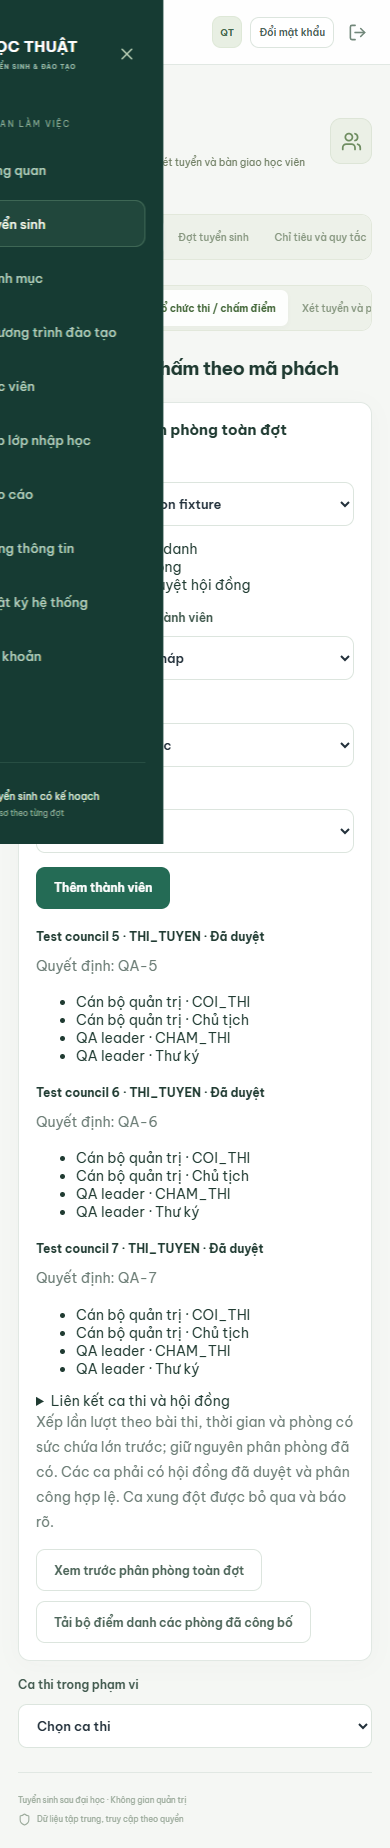 ỌC THUẬT
QT
Đổi mật khẩu
YỂN SINH & ĐÀO TẠO
AN LÀM VIỆC
ng quan
ét tuyển và bàn giao học viên
yển sinh
Đợt tuyển sinh
Chỉ tiêu và quy tắc
nh mục
ổ chức thi / chấm điểm
Xét tuyển và p
ương trình đào tạo
hấm theo mã phách
c viên
n phòng toàn đợt
o lớp nhập học
o cáo
on fixture
ng thông tin
danh
ng
uyệt hội đồng
ật ký hệ thống
hành viên
i khoản
háp
c
yển sinh có kế hoạch
sơ theo từng đợt
Thêm thành viên
Test council 5 · THI_TUYEN · Đã duyệt
Quyết định: QA-5
• Cán bộ quản trị · COI_THI
• Cán bộ quản trị · Chủ tịch
• QA leader · CHAM_THI
• QA leader · Thư ký
Test council 6 · THI_TUYEN · Đã duyệt
Quyết định: QA-6
• Cán bộ quản trị · COI_THI
• Cán bộ quản trị · Chủ tịch
• QA leader · CHAM_THI
• QA leader · Thư ký
Test council 7 · THI_TUYEN · Đã duyệt
Quyết định: QA-7
• Cán bộ quản trị · COI_THI
• Cán bộ quản trị · Chủ tịch
• QA leader · CHAM_THI
• QA leader · Thư ký
Liên kết ca thi và hội đồng
Xếp lần lượt theo bài thi, thời gian và phòng có
sức chứa lớn trước; giữ nguyên phân phòng đã
có. Các ca phải có hội đồng đã duyệt và phân
công hợp lệ. Ca xung đột được bỏ qua và báo
rõ.
Xem trước phân phòng toàn đợt
Tải bộ điểm danh các phòng đã công bố
Ca thi trong phạm vi
Chọn ca thi
Tuyển sinh sau đại học · Không gian quản trị
Dữ liệu tập trung, truy cập theo quyền